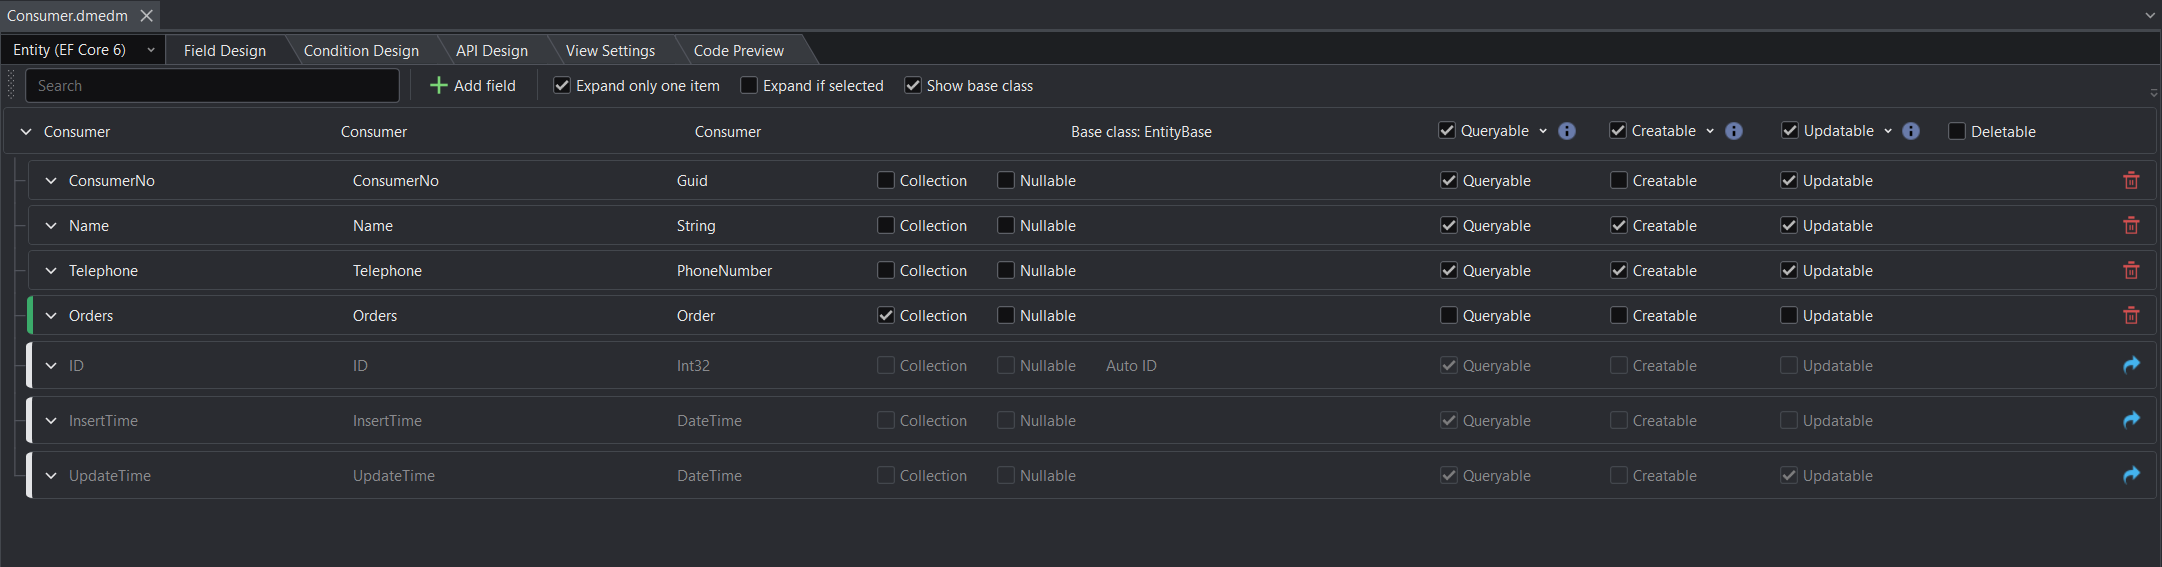 Consumer.dmedm
Entity (EF Core 6) Field Design Condition Design API Design View Settings Code Preview
Search Add field Expand only one item Expand if selected Show base class
Consumer Consumer Consumer Base class: EntityBase Queryable Creatable Updatable Deletable
ConsumerNo ConsumerNo Guid Collection Nullable Queryable Creatable Updatable
Name Name String Collection Nullable Queryable Creatable Updatable
Telephone Telephone PhoneNumber Collection Nullable Queryable Creatable Updatable
Orders Orders Order Collection Nullable Queryable Creatable Updatable
ID ID Int32 Collection Nullable Auto ID Queryable Creatable Updatable
InsertTime InsertTime DateTime Collection Nullable Queryable Creatable Updatable
UpdateTime UpdateTime DateTime Collection Nullable Queryable Creatable Updatable